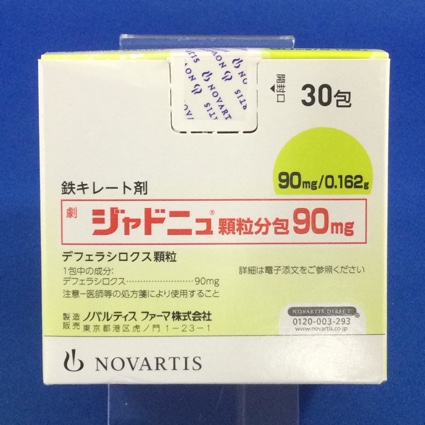 NOVARTIS
開封口
30包
90mg/0.162g
鉄キレート剤
劇 ジャドニュ® 顆粒分包90mg
デフェラシロクス顆粒
1包中の成分:
デフェラシロクス……………………90mg
詳細は電子添文をご参照ください
注意-医師等の処方箋により使用すること
製造販売 ノバルティス ファーマ株式会社
東京都港区虎ノ門1-23-1
NOVARTIS DIRECT
0120-003-293
www.novartis.co.jp
NOVARTIS